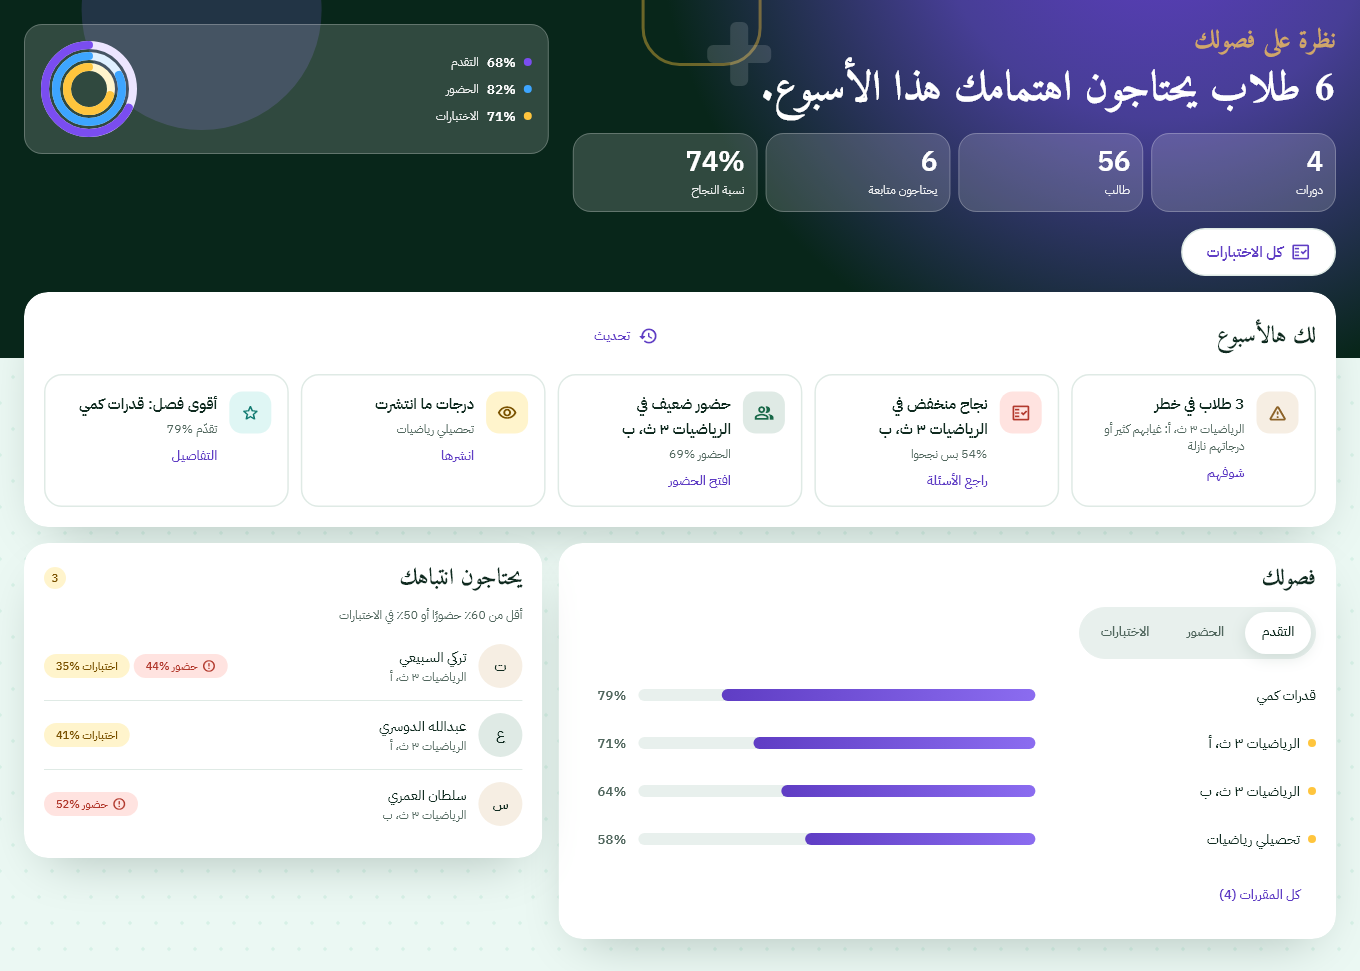 نظرة على فصولك
6 طلاب يحتاجون اهتمامك هذا الأسبوع.
4
دورات
56
طالب
6
يحتاجون متابعة
74%
نسبة النجاح
كل الاختبارات
68% التقدم
82% الحضور
71% الاختبارات
لك هالأسبوع
تحديث
3 طلاب في خطر
الرياضيات ٣ ث، أ: غيابهم كثير أو
درجاتهم نازلة
شوفهم
نجاح منخفض في
الرياضيات ٣ ث، ب
54% بس نجحوا
راجع الأسئلة
حضور ضعيف في
الرياضيات ٣ ث، ب
الحضور 69%
افتح الحضور
درجات ما انتشرت
تحصيلي رياضيات
انشرها
أقوى فصل: قدرات كمي
تقدّم 79%
التفاصيل
فصولك
التقدم
الحضور
الاختبارات
قدرات كمي 79%
الرياضيات ٣ ث، أ 71%
الرياضيات ٣ ث، ب 64%
تحصيلي رياضيات 58%
كل المقررات (4)
يحتاجون انتباهك
3
أقل من 60٪ حضورًا أو 50٪ في الاختبارات
ت
تركي السبيعي
الرياضيات ٣ ث، أ
حضور 44%
اختبارات 35%
ع
عبدالله الدوسري
الرياضيات ٣ ث، أ
اختبارات 41%
س
سلطان العمري
الرياضيات ٣ ث، ب
حضور 52%